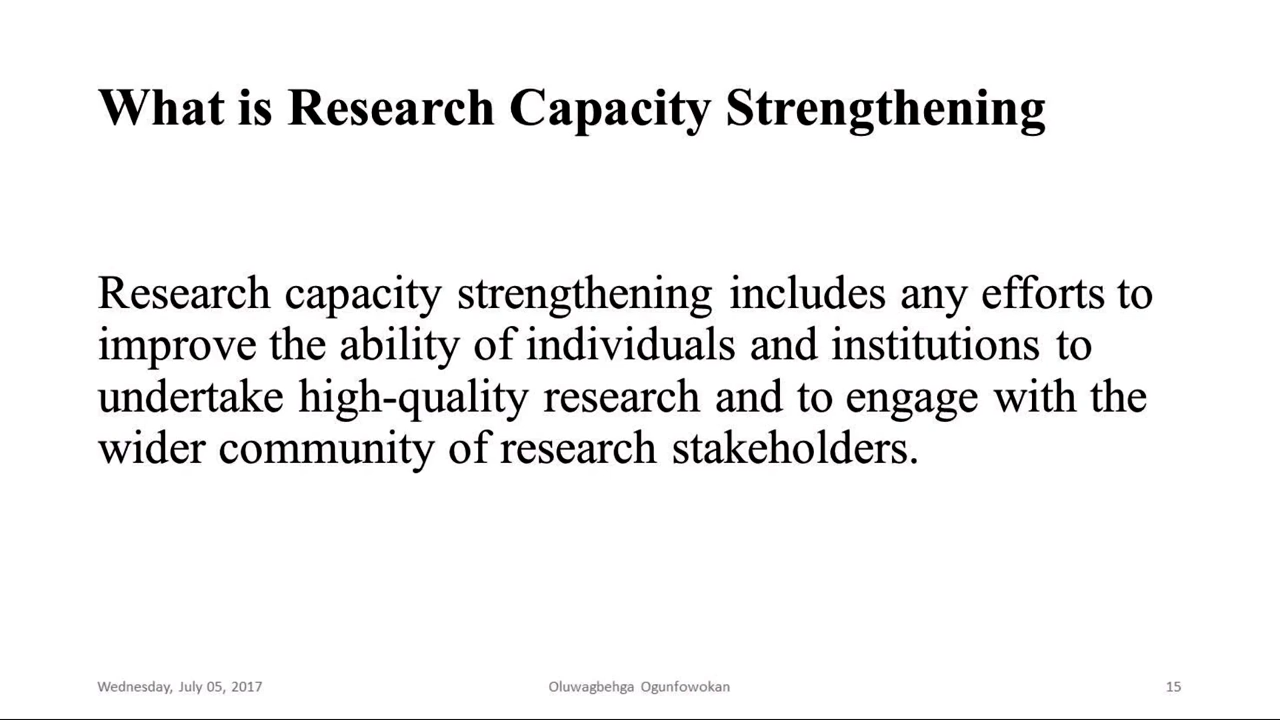 What is Research Capacity Strengthening
Research capacity strengthening includes any efforts to
improve the ability of individuals and institutions to
undertake high-quality research and to engage with the
wider community of research stakeholders.
Wednesday, July 05, 2017
Oluwagbehga Ogunfowokan
15